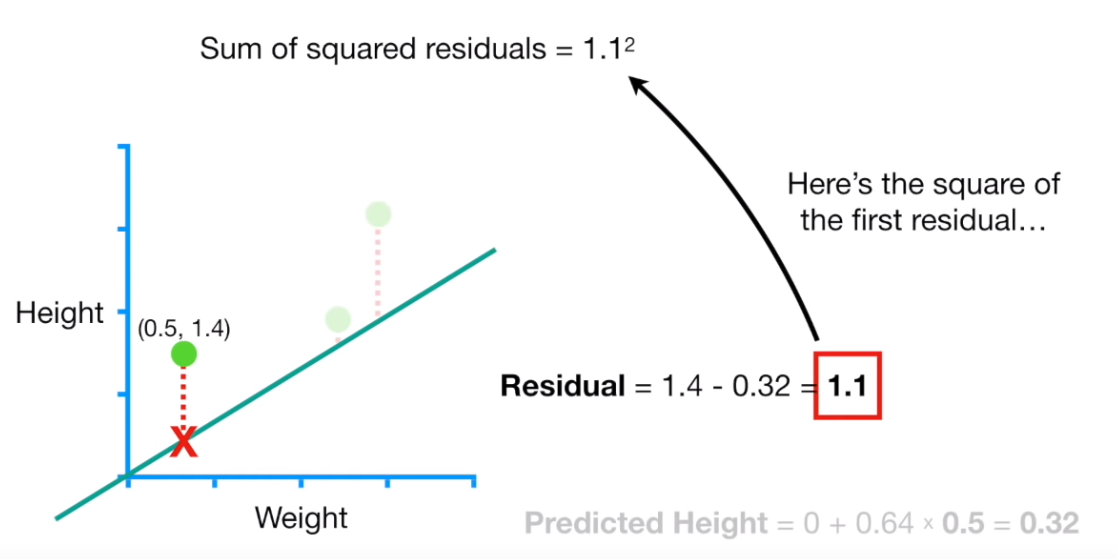 Sum of squared residuals = 1.1²
Here's the square of
the first residual…
Height
(0.5, 1.4)
X
Residual = 1.4 - 0.32 = 1.1
Weight
Predicted Height = 0 + 0.64 × 0.5 = 0.32